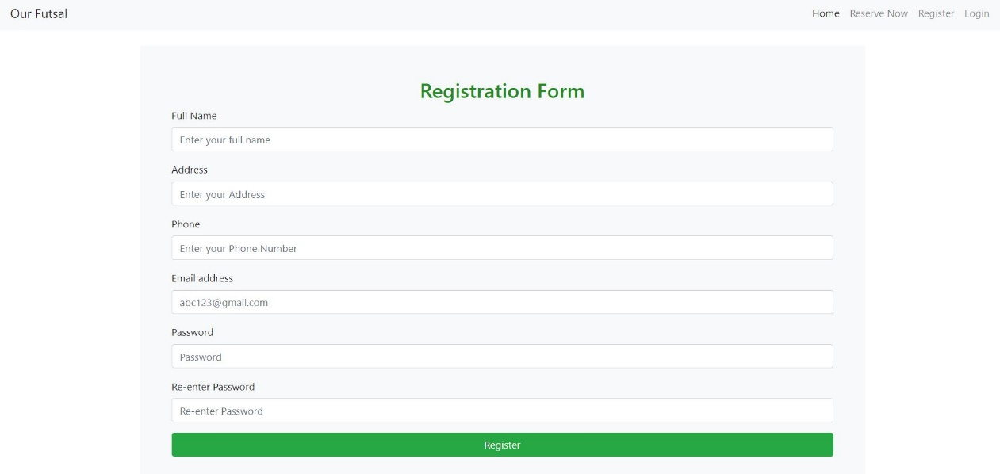 Our Futsal
Home Reserve Now Register Login
Registration Form
Full Name
Enter your full name
Address
Enter your Address
Phone
Enter your Phone Number
Email address
abc123@gmail.com
Password
Password
Re-enter Password
Re-enter Password
Register